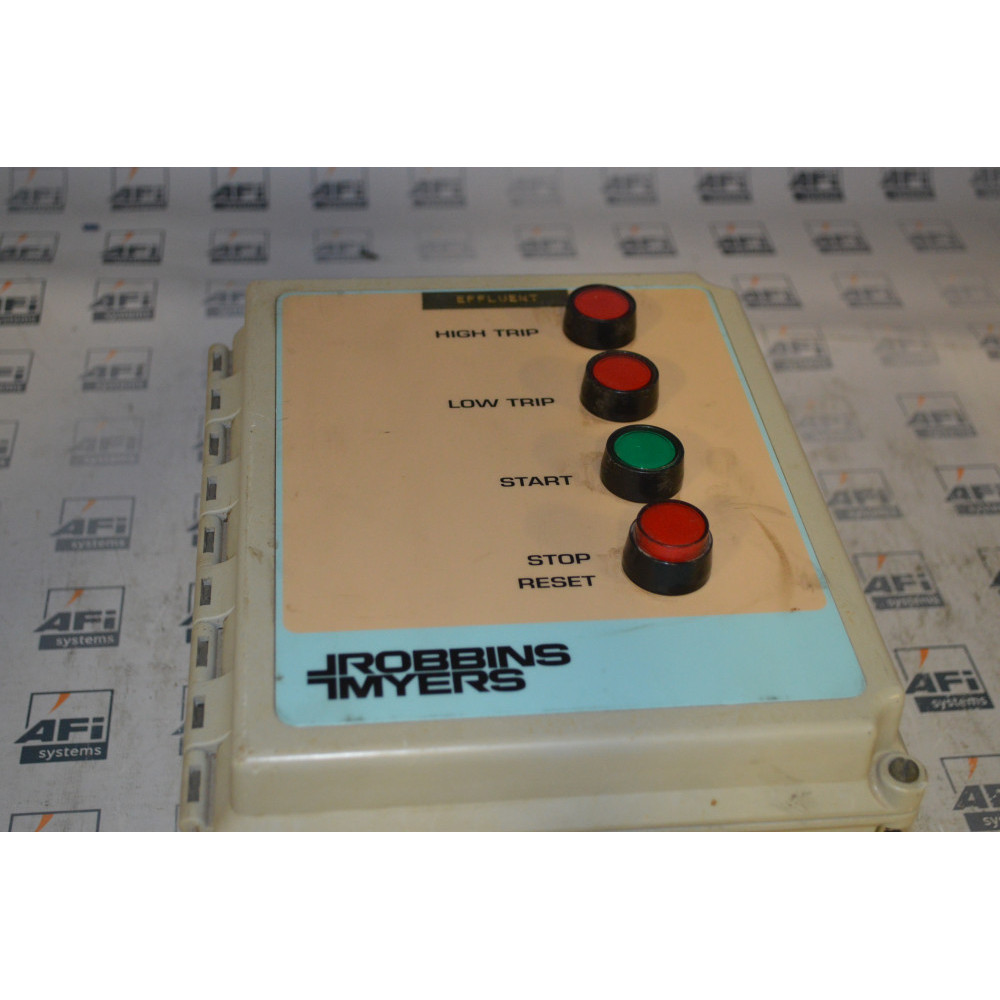 EFFLUENT
HIGH TRIP
LOW TRIP
START
STOP
RESET
ROBBINS
MYERS
AFi
systems